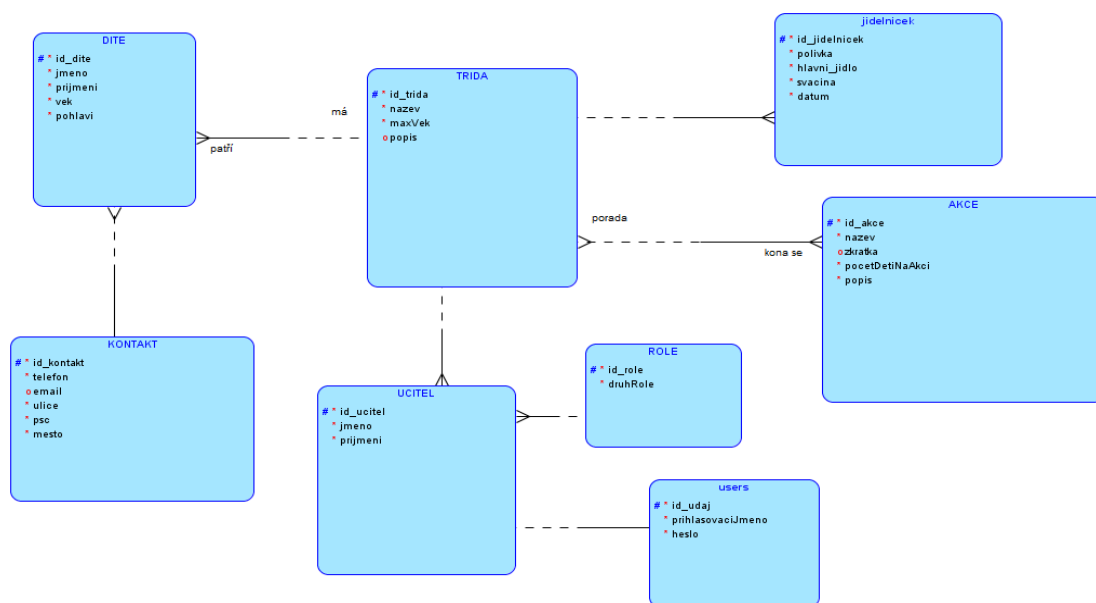 DITE
# * id_dite
* jmeno
* prijmeni
* vek
* pohlavi
má
patří
TRIDA
# * id_trida
* nazev
* maxVek
o popis
jidelnicek
# * id_jidelnicek
* polivka
* hlavni_jidlo
* svacina
* datum
porada
kona se
AKCE
# * id_akce
* nazev
o zkratka
* pocetDetiNaAkci
* popis
KONTAKT
# * id_kontakt
* telefon
o email
* ulice
* psc
* mesto
UCITEL
# * id_ucitel
* jmeno
* prijmeni
ROLE
# * id_role
* druhRole
users
# * id_udaj
* prihlasovaciJmeno
* heslo